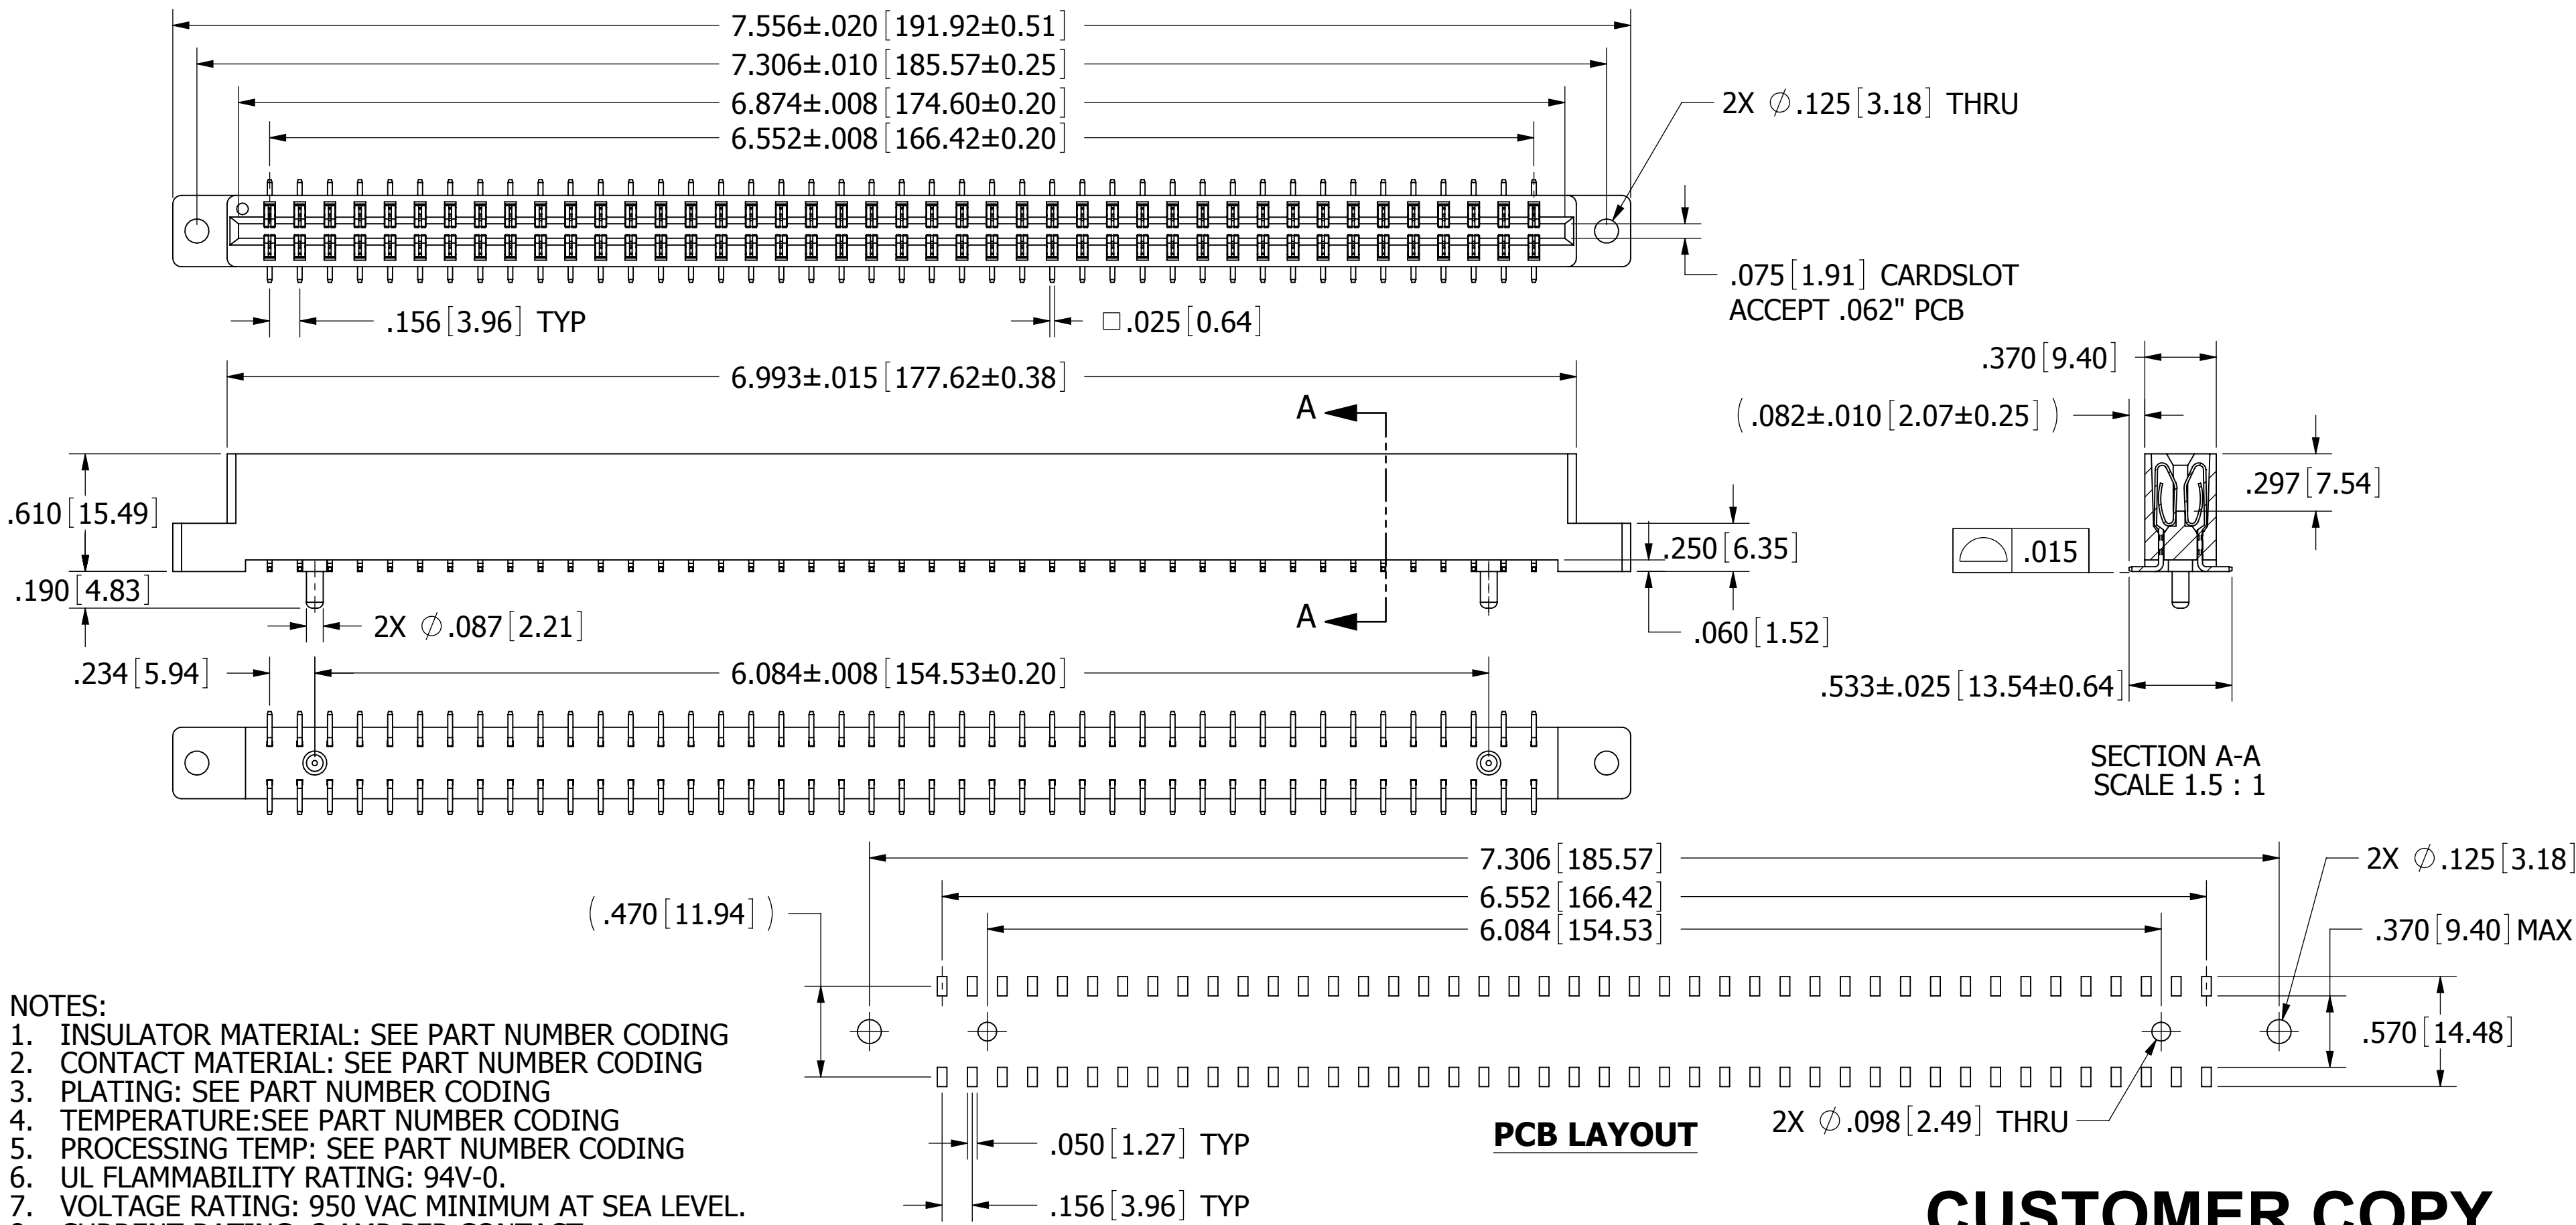 7.556±.020[191.92±0.51]
7.306±.010[185.57±0.25]
6.874±.008[174.60±0.20]
6.552±.008[166.42±0.20]
2X ∅.125[3.18] THRU
.075[1.91] CARDSLOT
ACCEPT .062" PCB
.156[3.96] TYP
□.025[0.64]
6.993±.015[177.62±0.38]
A
.370[9.40]
(.082±.010[2.07±0.25])
.610[15.49]
.297[7.54]
.250[6.35]
.015
.190[4.83]
2X ∅.087[2.21]
A
.060[1.52]
.234[5.94]
6.084±.008[154.53±0.20]
.533±.025[13.54±0.64]
SECTION A-A
SCALE 1.5 : 1
7.306[185.57]
2X ∅.125[3.18]
6.552[166.42]
(.470[11.94])
6.084[154.53]
.370[9.40] MAX
.570[14.48]
2X ∅.098[2.49] THRU
PCB LAYOUT
.050[1.27] TYP
.156[3.96] TYP
NOTES:
1. INSULATOR MATERIAL: SEE PART NUMBER CODING
2. CONTACT MATERIAL: SEE PART NUMBER CODING
3. PLATING: SEE PART NUMBER CODING
4. TEMPERATURE:SEE PART NUMBER CODING
5. PROCESSING TEMP: SEE PART NUMBER CODING
6. UL FLAMMABILITY RATING: 94V-0.
7. VOLTAGE RATING: 950 VAC MINIMUM AT SEA LEVEL.
CUSTOMER COPY